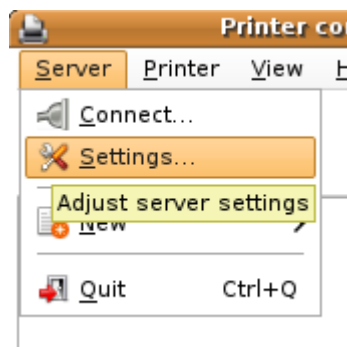 Printer co
Server Printer View H
Connect...
Settings...
Adjust server settings
New
Quit Ctrl+Q